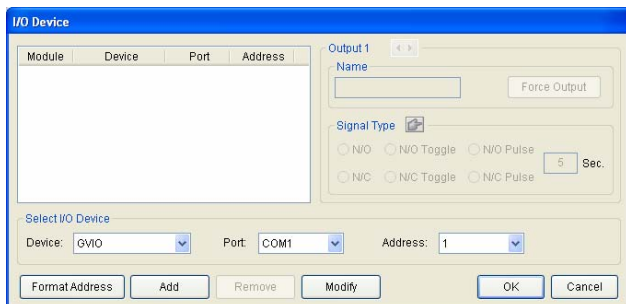 I/O Device
Module Device Port Address
Output 1
Name
Force Output
Signal Type
N/O N/O Toggle N/O Pulse
5 Sec.
N/C N/C Toggle N/C Pulse
Select I/O Device
Device: GVIO Port: COM1 Address: 1
Format Address Add Remove Modify OK Cancel